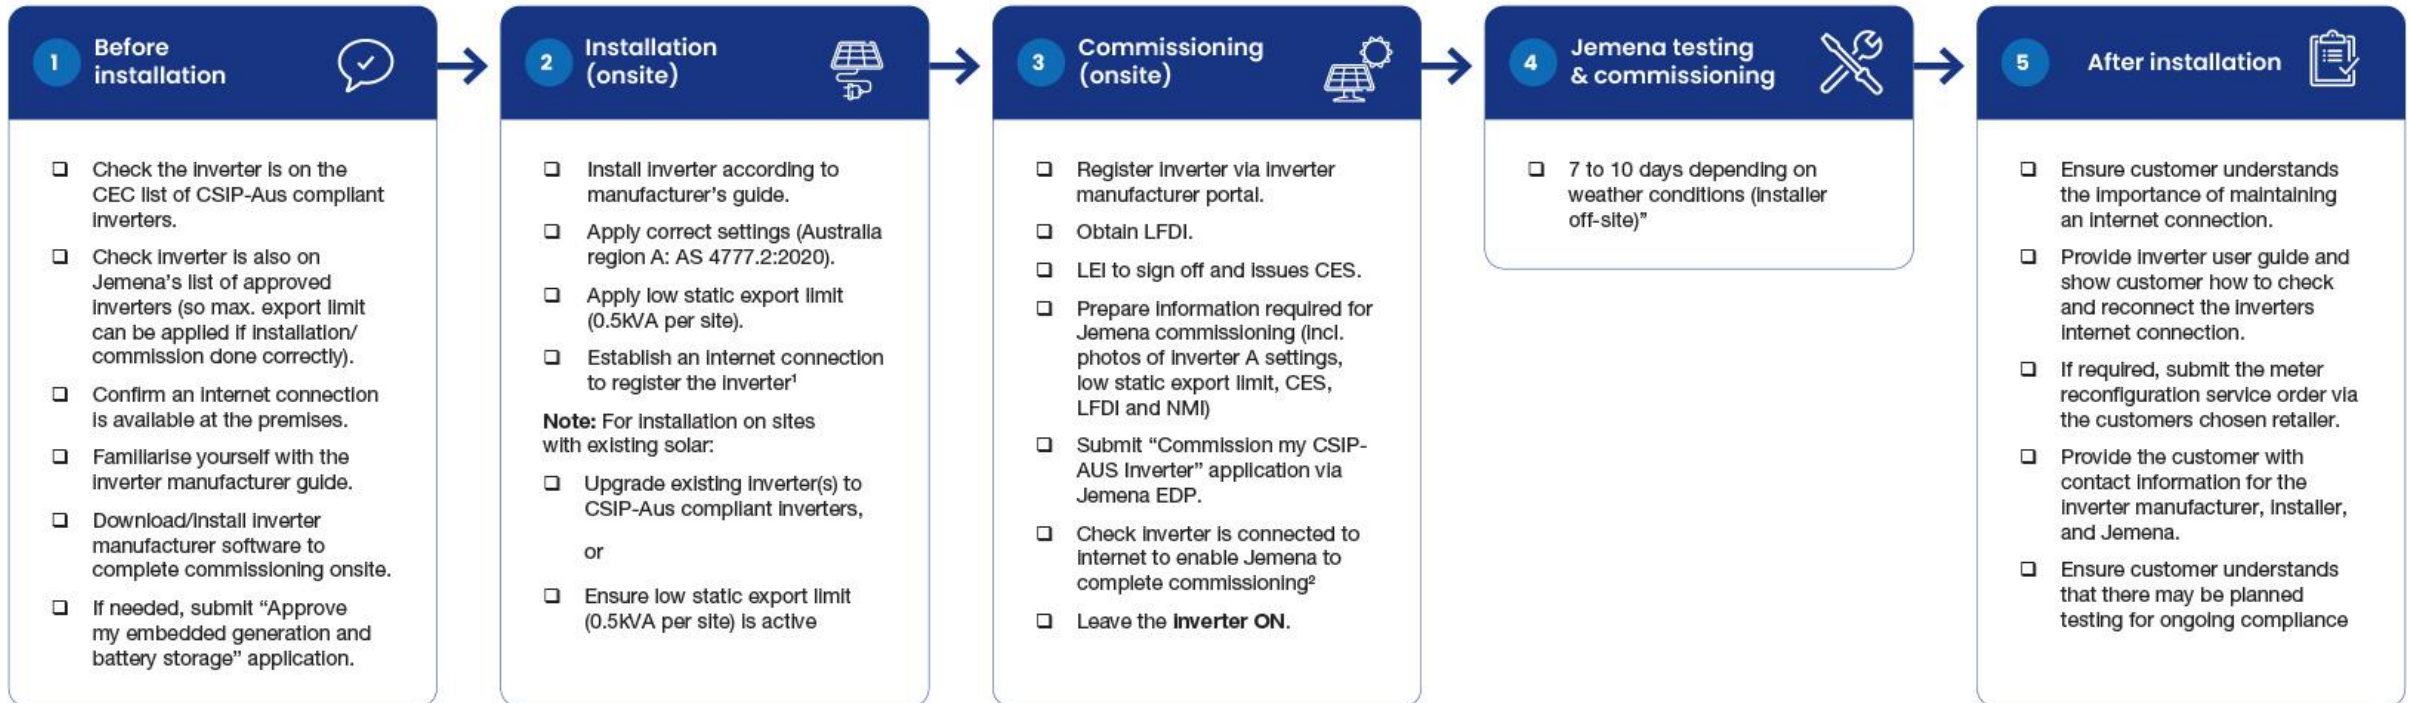 1
Before
installation
❑ Check the inverter is on the
CEC list of CSIP-Aus compliant
inverters.
❑ Check inverter is also on
Jemena's list of approved
inverters (so max. export limit
can be applied if installation/
commission done correctly).
❑ Confirm an internet connection
is available at the premises.
❑ Familiarise yourself with the
inverter manufacturer guide.
❑ Download/install inverter
manufacturer software to
complete commissioning onsite.
❑ If needed, submit “Approve
my embedded generation and
battery storage” application.
2
Installation
(onsite)
❑ Install inverter according to
manufacturer's guide.
❑ Apply correct settings (Australia
region A: AS 4777.2:2020).
❑ Apply low static export limit
(0.5kVA per site).
❑ Establish an internet connection
to register the inverter¹
Note: For installation on sites
with existing solar:
❑ Upgrade existing inverter(s) to
CSIP-Aus compliant inverters,
or
❑ Ensure low static export limit
(0.5kVA per site) is active
3
Commissioning
(onsite)
❑ Register inverter via inverter
manufacturer portal.
❑ Obtain LFDI.
❑ LEI to sign off and issues CES.
❑ Prepare information required for
Jemena commissioning (incl.
photos of inverter A settings,
low static export limit, CES,
LFDI and NMI)
❑ Submit “Commission my CSIP-
AUS Inverter” application via
Jemena EDP.
❑ Check inverter is connected to
internet to enable Jemena to
complete commissioning²
❑ Leave the inverter ON.
4
Jemena testing
& commissioning
❑ 7 to 10 days depending on
weather conditions (installer
off-site)”
5
After installation
❑ Ensure customer understands
the importance of maintaining
an internet connection.
❑ Provide inverter user guide and
show customer how to check
and reconnect the inverters
internet connection.
❑ If required, submit the meter
reconfiguration service order via
the customers chosen retailer.
❑ Provide the customer with
contact information for the
inverter manufacturer, installer,
and Jemena.
❑ Ensure customer understands
that there may be planned
testing for ongoing compliance